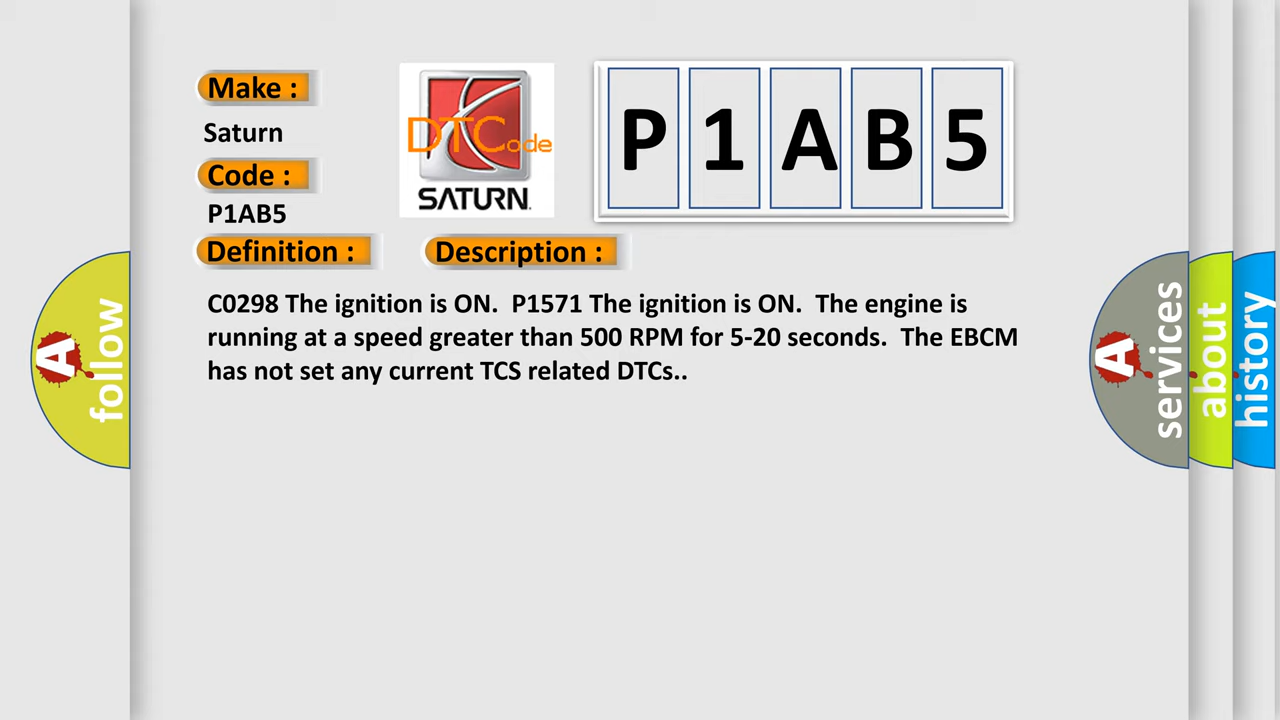 Make :
Saturn
Code :
P1AB5
Definition :
Description :
DTCode
SATURN
P1AB5
C0298 The ignition is ON.  P1571 The ignition is ON.  The engine is
running at a speed greater than 500 RPM for 5-20 seconds.  The EBCM
has not set any current TCS related DTCs..
A follow
A services
about
history